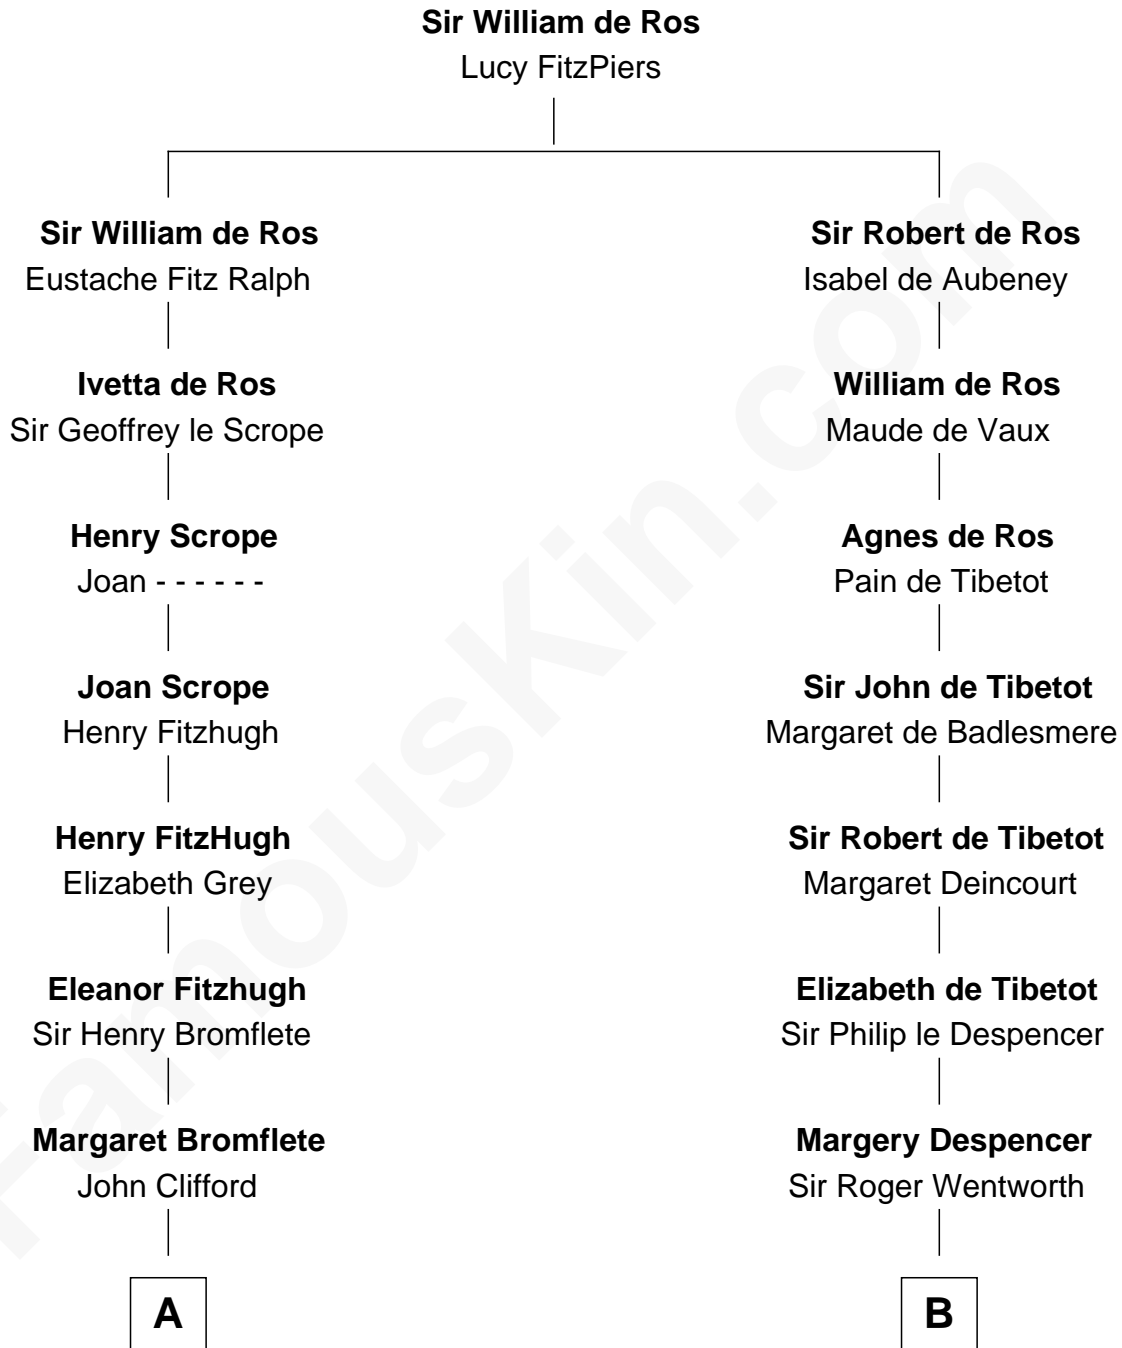 Sir William de Ros
Lucy FitzPiers
Sir William de Ros
Eustache Fitz Ralph
Sir Robert de Ros
Isabel de Aubeney
Ivetta de Ros
Sir Geoffrey le Scrope
William de Ros
Maude de Vaux
Henry Scrope
Joan - - - - - -
Agnes de Ros
Pain de Tibetot
Joan Scrope
Henry Fitzhugh
Sir John de Tibetot
Margaret de Badlesmere
Henry FitzHugh
Elizabeth Grey
Sir Robert de Tibetot
Margaret Deincourt
Eleanor Fitzhugh
Sir Henry Bromflete
Elizabeth de Tibetot
Sir Philip le Despencer
Margaret Bromflete
John Clifford
Margery Despencer
Sir Roger Wentworth
A
B
FamousKin.com